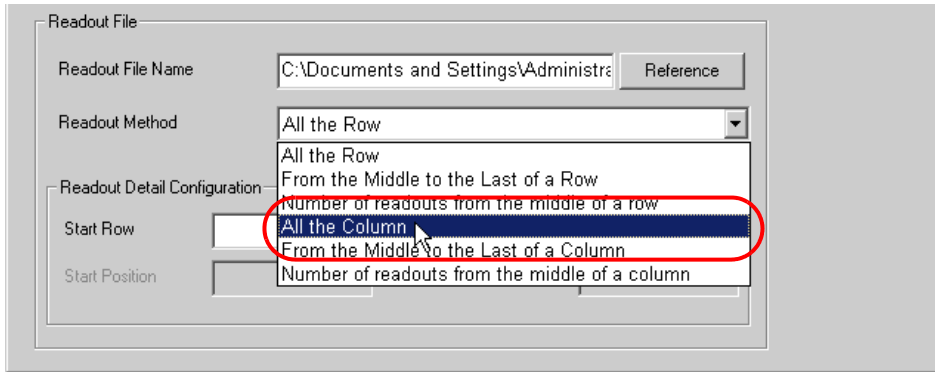 Readout File
Readout File Name C:\Documents and Settings\Administra Reference
Readout Method All the Row
All the Row
From the Middle to the Last of a Row
Readout Detail Configuration
Number of readouts from the middle of a row
Start Row All the Column
From the Middle to the Last of a Column
Start Position Number of readouts from the middle of a column